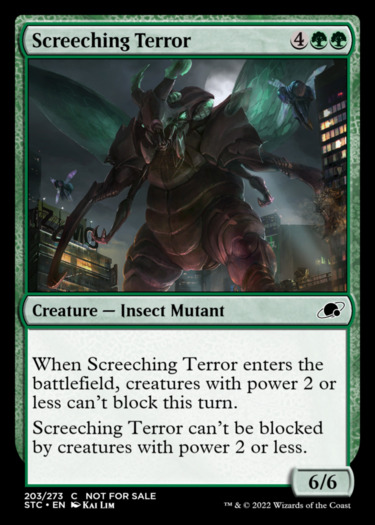 Screeching Terror 4
Creature — Insect Mutant
When Screeching Terror enters the
battlefield, creatures with power 2 or
less can't block this turn.
Screeching Terror can't be blocked
by creatures with power 2 or less.
6/6
203/273 C NOT FOR SALE
STC • EN Kai Lim
™ & © 2022 Wizards of the Coast